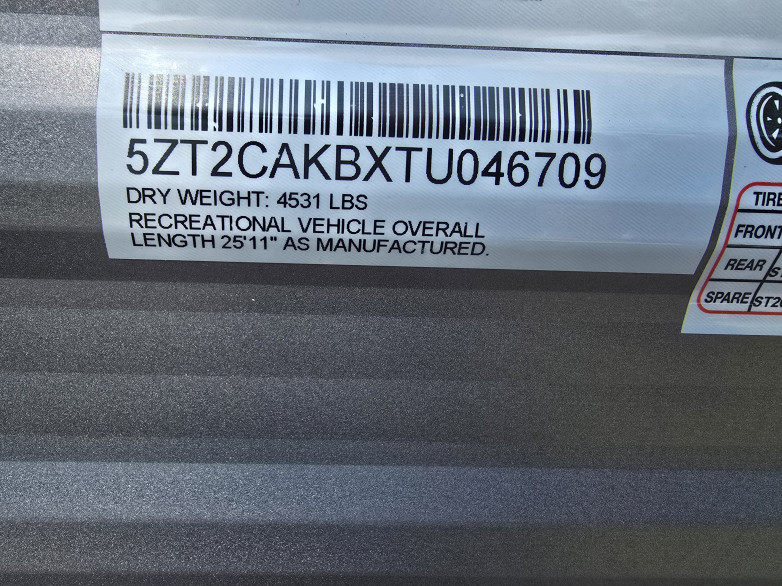 5ZT2CAKBXTU046709
DRY WEIGHT: 4531 LBS
RECREATIONAL VEHICLE OVERALL
LENGTH 25'11" AS MANUFACTURED.
TIRE
FRONT
REAR
SPARE